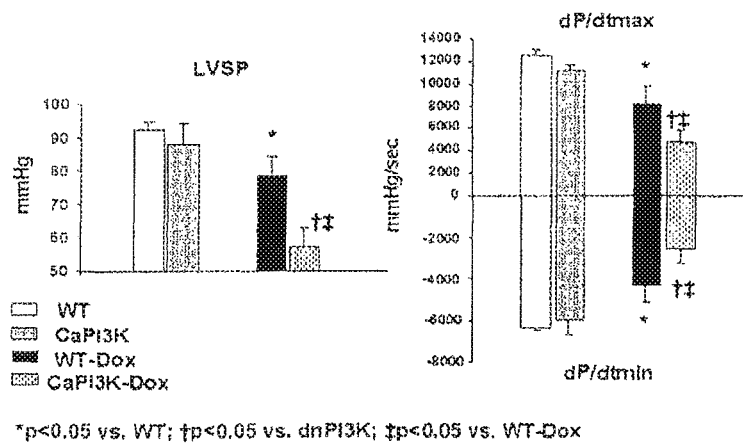 LVSP
mmHg
100
90
80
70
60
50
*
†‡
dP/dtmax
mmHg/sec
14000
12000
10000
8000
6000
4000
2000
0
-2000
-4000
-6000
-8000
*
†‡
†‡
*
dP/dtmin
WT
CaPI3K
WT-Dox
CaPI3K-Dox
*p<0.05 vs. WT; †p<0.05 vs. dnPI3K; ‡p<0.05 vs. WT-Dox